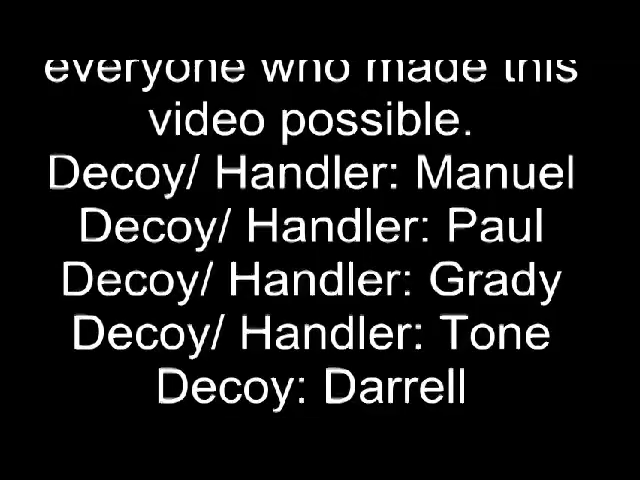 everyone who made this
video possible.
Decoy/ Handler: Manuel
Decoy/ Handler: Paul
Decoy/ Handler: Grady
Decoy/ Handler: Tone
Decoy: Darrell